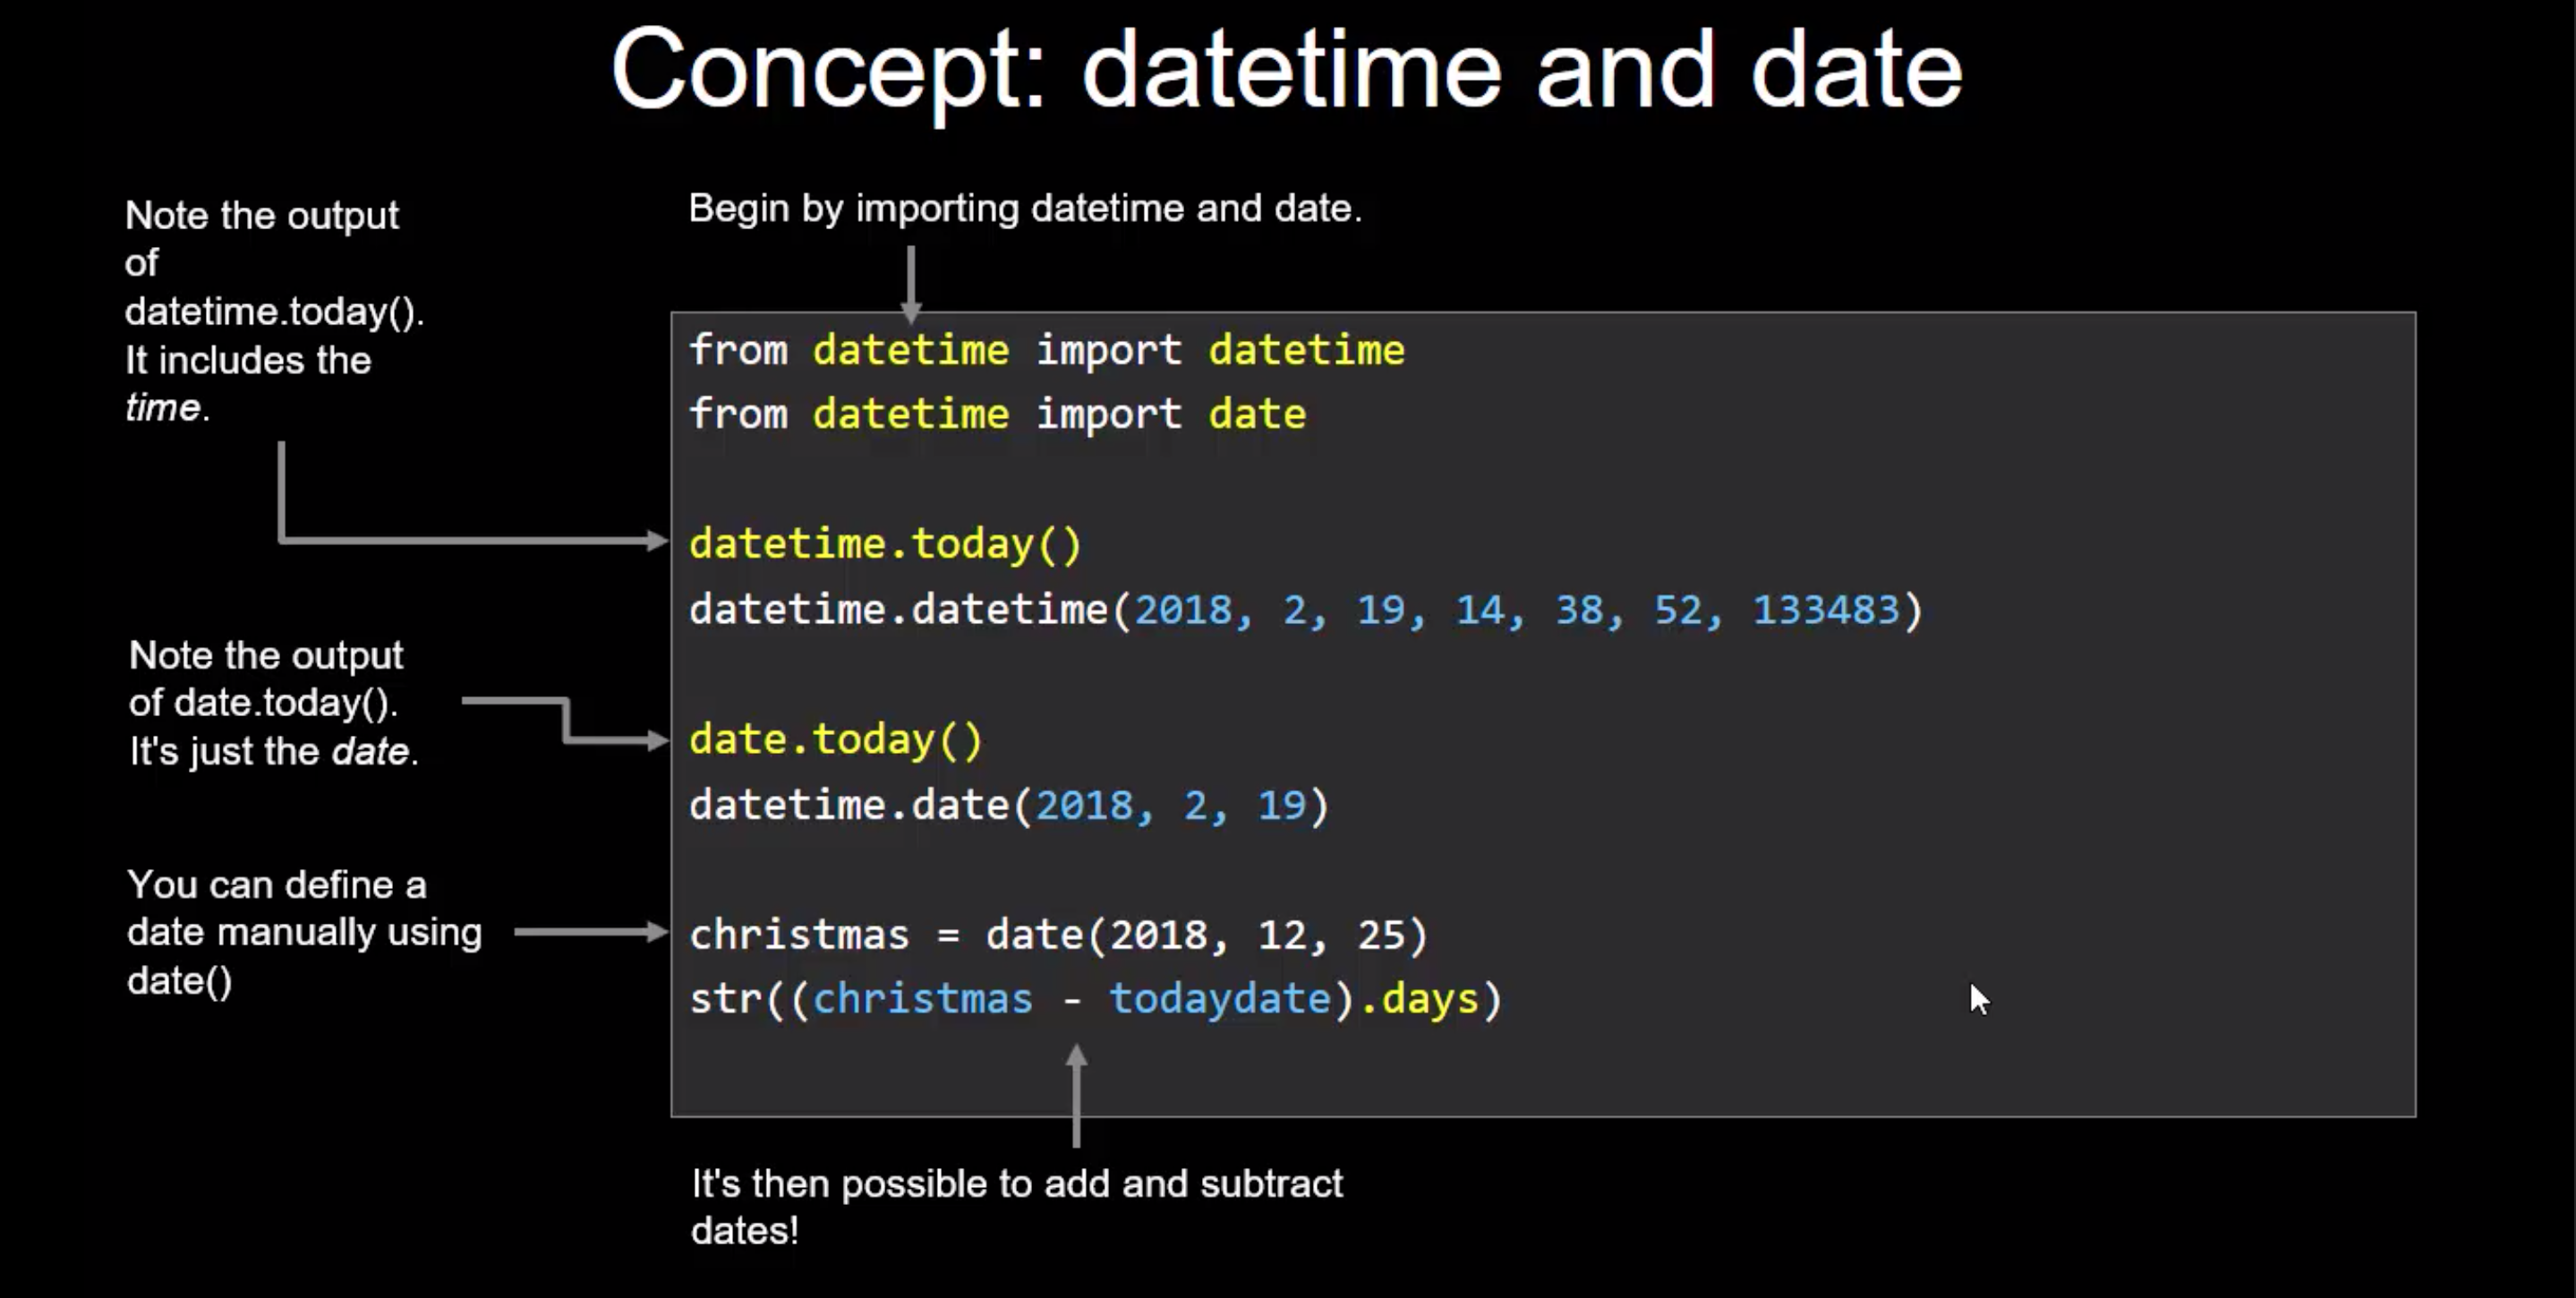 Concept: datetime and date
Note the output
of
datetime.today().
It includes the
time.
Begin by importing datetime and date.
from datetime import datetime
from datetime import date
datetime.today()
datetime.datetime(2018, 2, 19, 14, 38, 52, 133483)
Note the output
of date.today().
It's just the date.
date.today()
datetime.date(2018, 2, 19)
You can define a
date manually using
date()
christmas = date(2018, 12, 25)
str((christmas - todaydate).days)
It's then possible to add and subtract
dates!